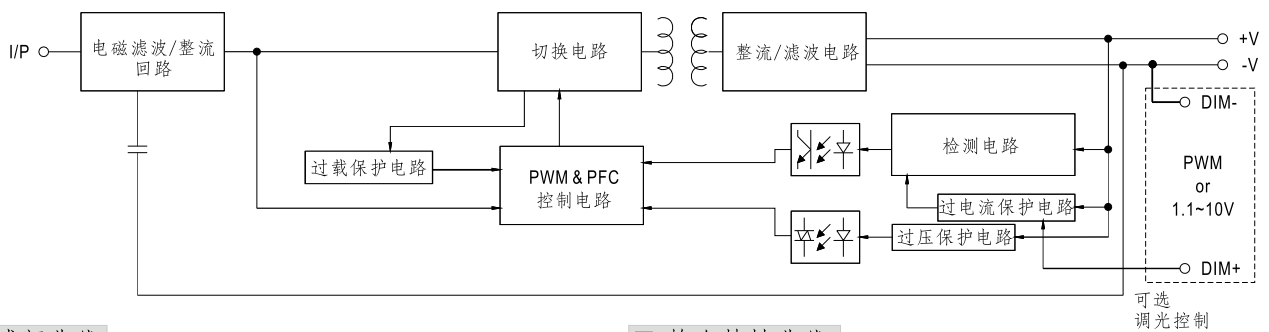 I/P
电磁滤波/整流
回路
切换电路
整流/滤波电路
+V
-V
DIM-
过载保护电路
PWM & PFC
控制电路
检测电路
PWM
or
1.1~10V
过电流保护电路
过压保护电路
DIM+
可选
调光控制